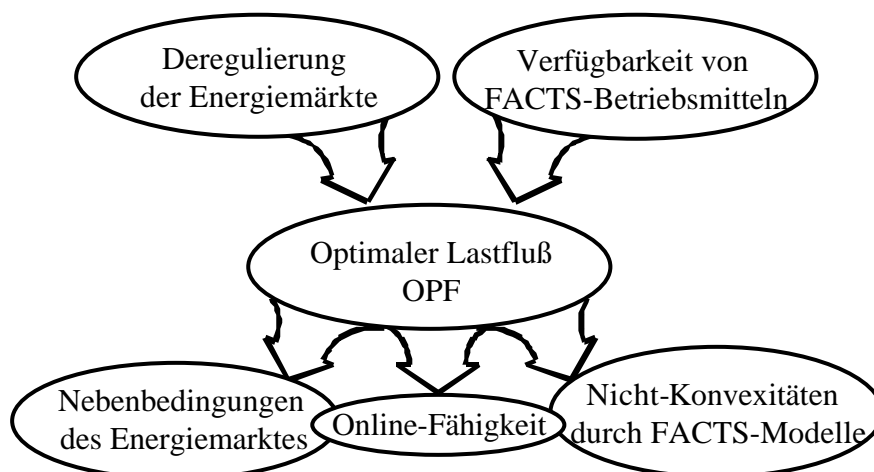 Deregulierung
der Energiemärkte
Verfügbarkeit von
FACTS-Betriebsmitteln
Optimaler Lastfluß
OPF
Nebenbedingungen
des Energiemarktes
Online-Fähigkeit
Nicht-Konvexitäten
durch FACTS-Modelle